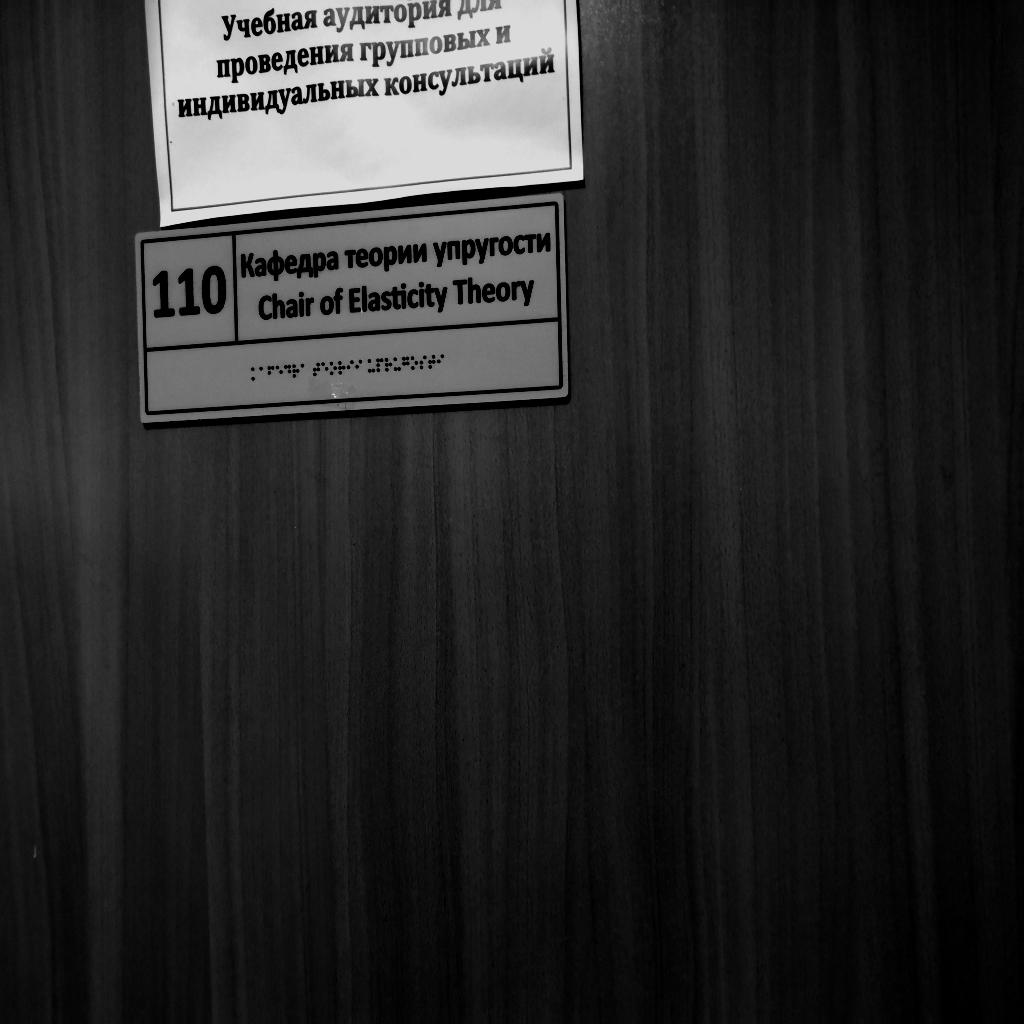 Учебная аудитория для
проведения групповых и
индивидуальных консультаций
110
Кафедра теории упругости
Chair of Elasticity Theory